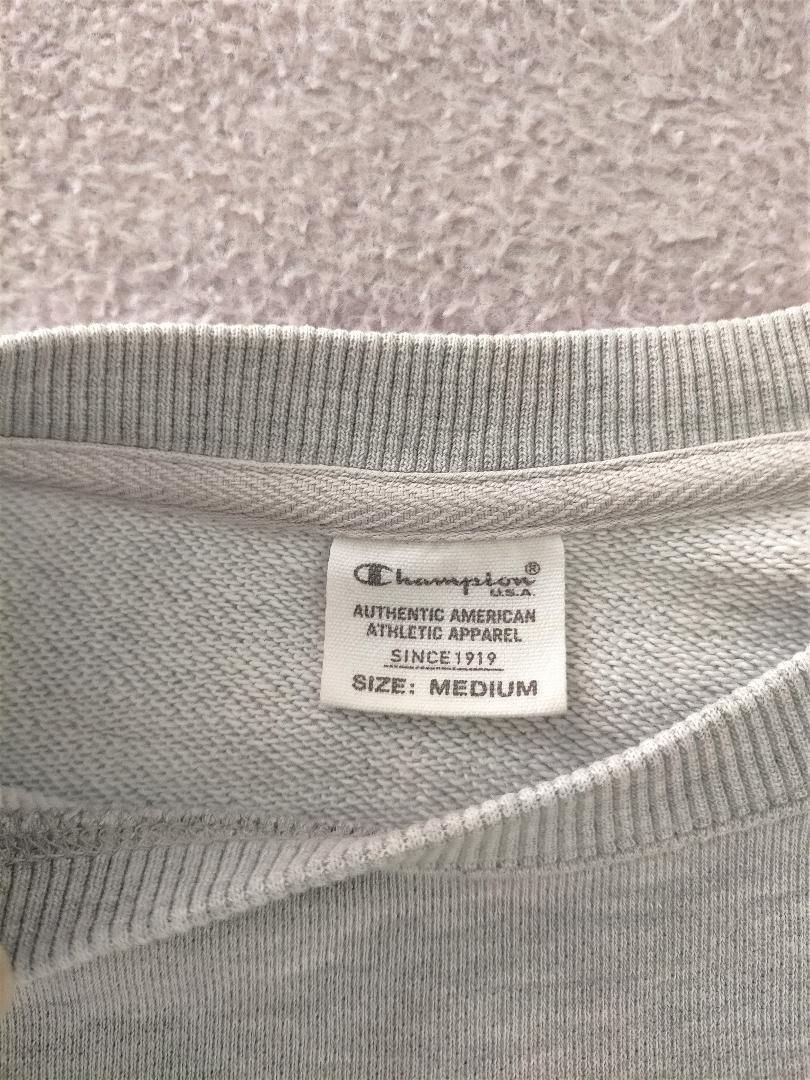 Champion®
U.S.A.
AUTHENTIC AMERICAN
ATHLETIC APPAREL
SINCE 1919
SIZE: MEDIUM